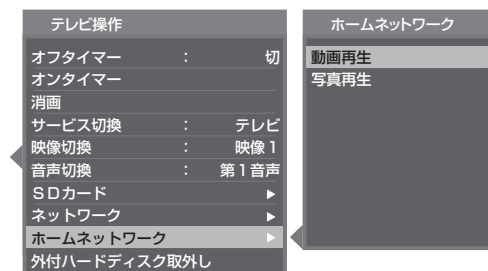 テレビ操作
オフタイマー : 切
オンタイマー
消画
サービス切換 : テレビ
映像切換 : 映像1
音声切換 : 第1音声
SDカード
ネットワーク
ホームネットワーク
外付ハードディスク取外し
ホームネットワーク
動画再生
写真再生